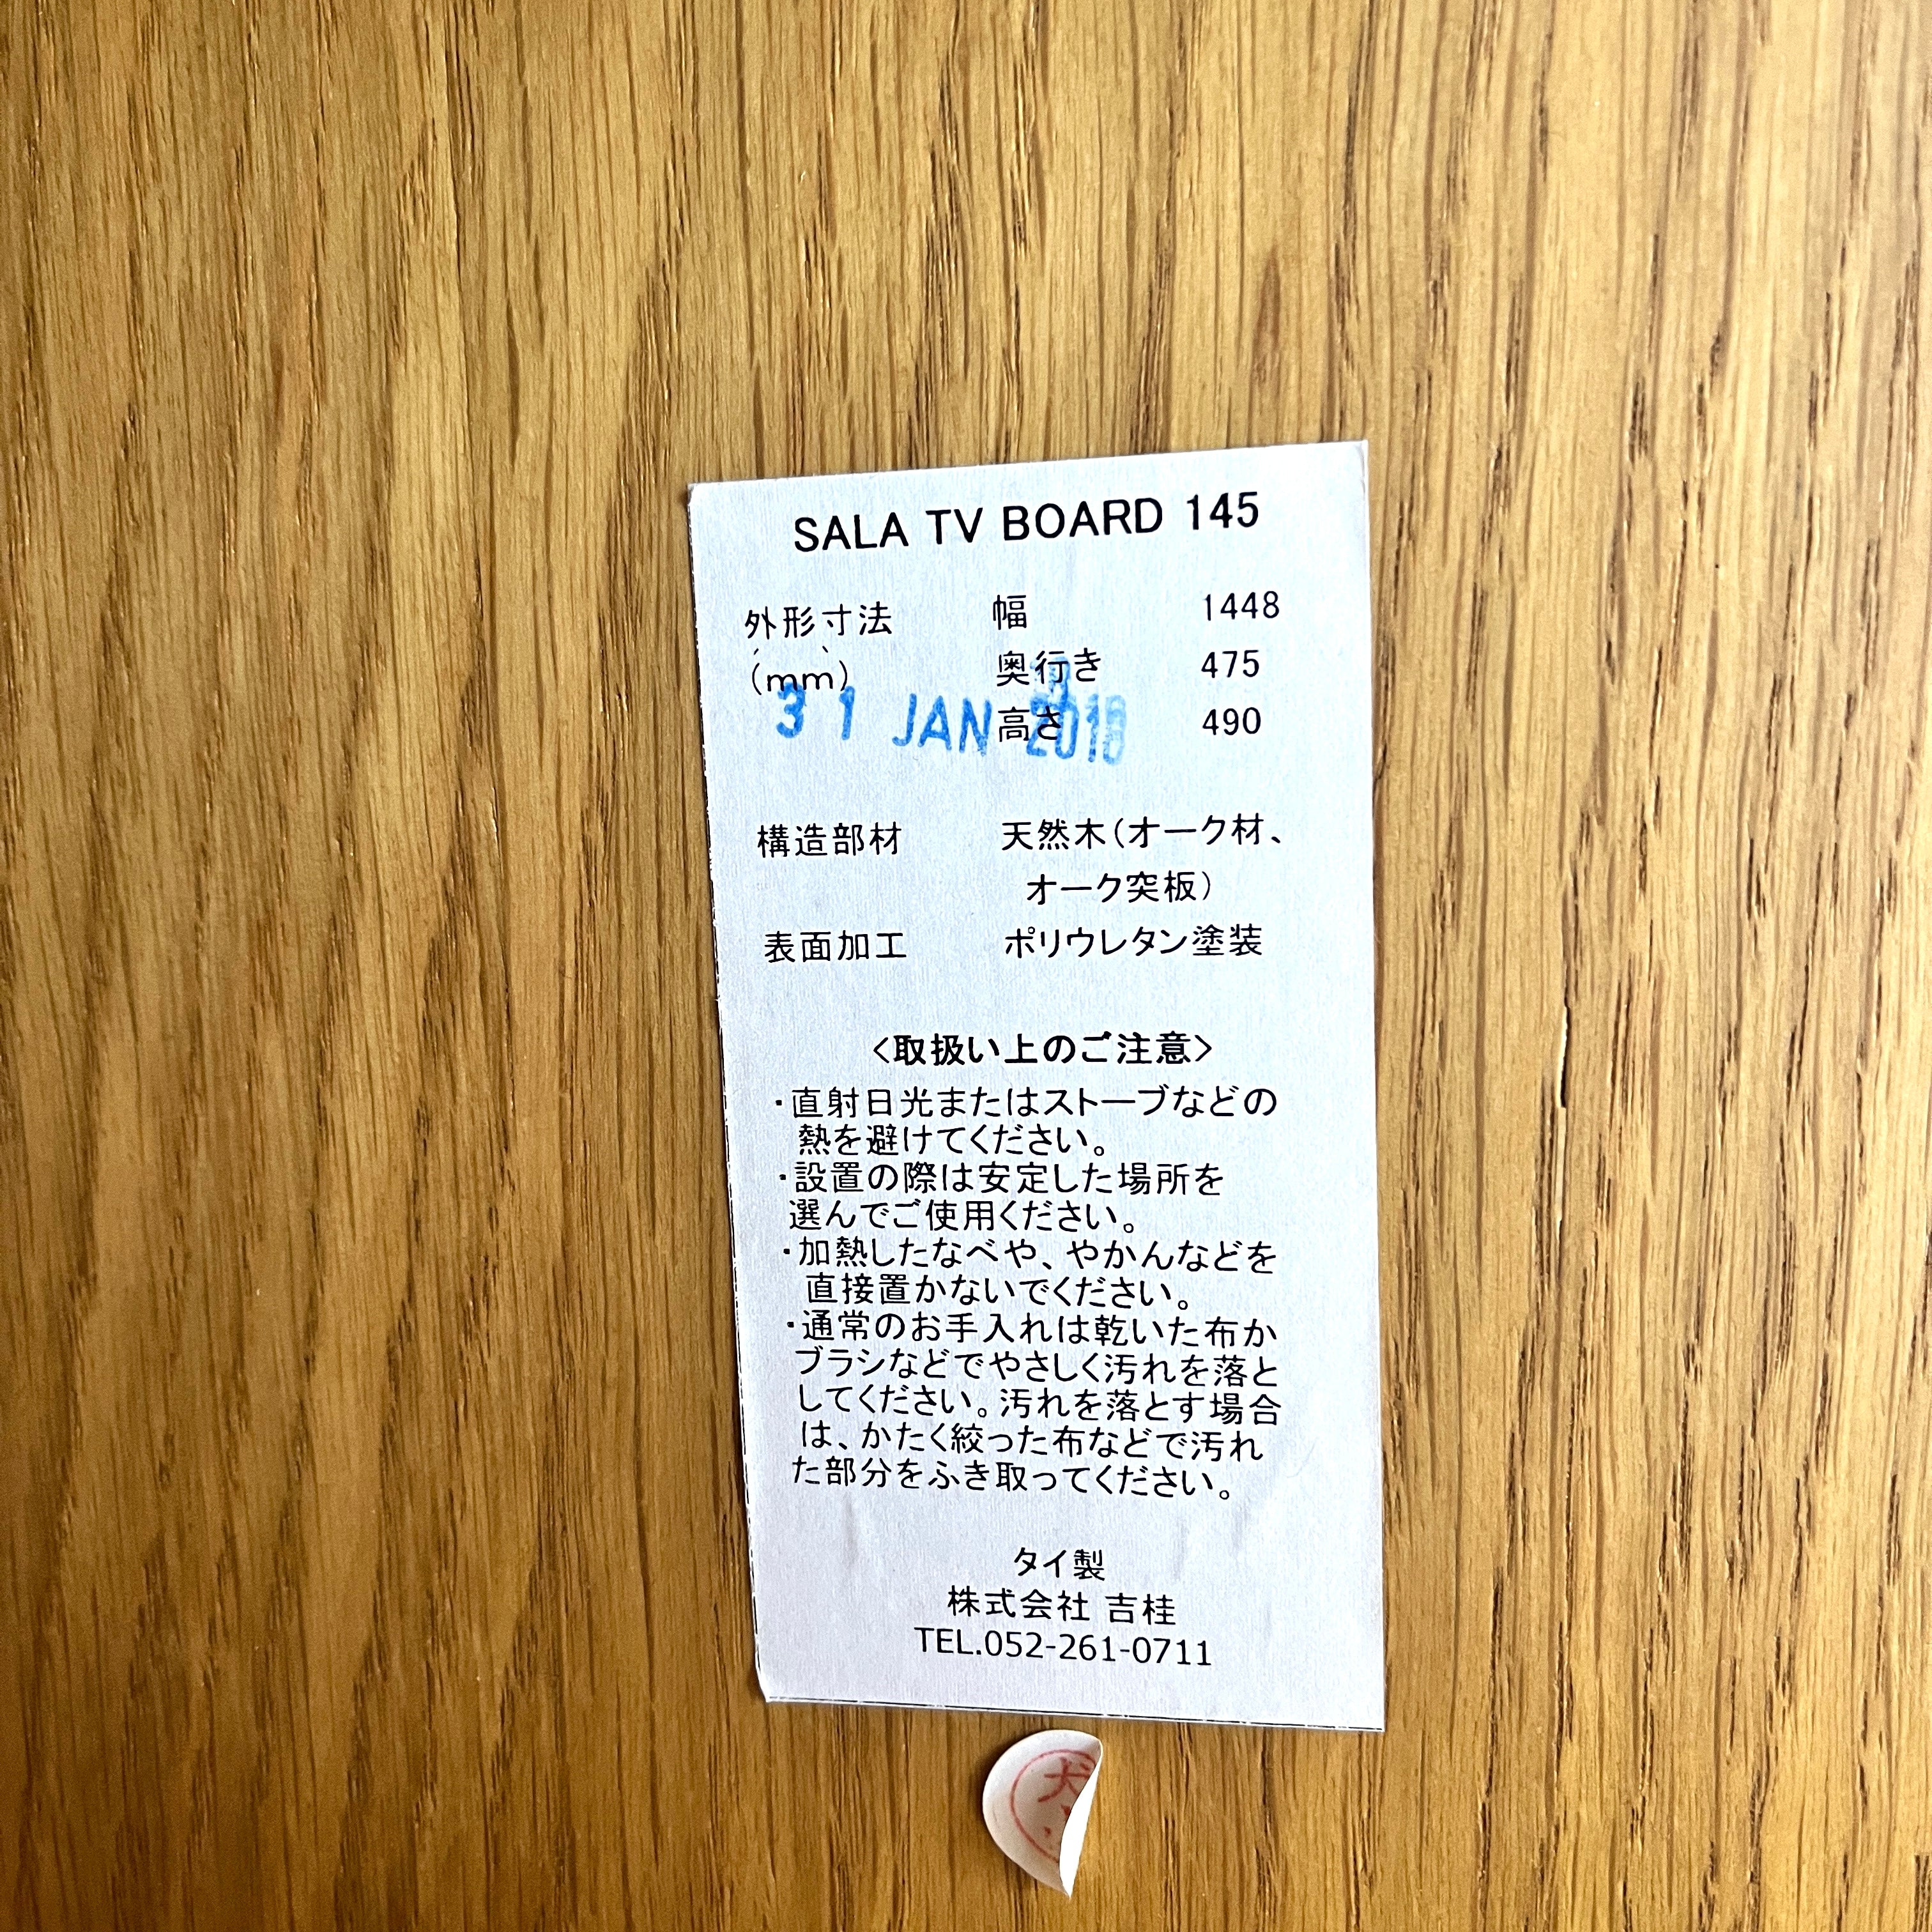 SALA TV BOARD 145
外形寸法 幅 1448
(mm) 奥行き 475
高さ 490
31 JAN 2018
構造部材 天然木(オーク材、
オーク突板)
表面加工 ポリウレタン塗装
<取扱い上のご注意>
・直射日光またはストーブなどの
熱を避けてください。
・設置の際は安定した場所を
選んでご使用ください。
・加熱したなべや、やかんなどを
直接置かないでください。
・通常のお手入れは乾いた布か
ブラシなどでやさしく汚れを落と
してください。汚れを落とす場合
は、かたく絞った布などで汚れ
た部分をふき取ってください。
タイ製
株式会社 吉桂
TEL.052-261-0711